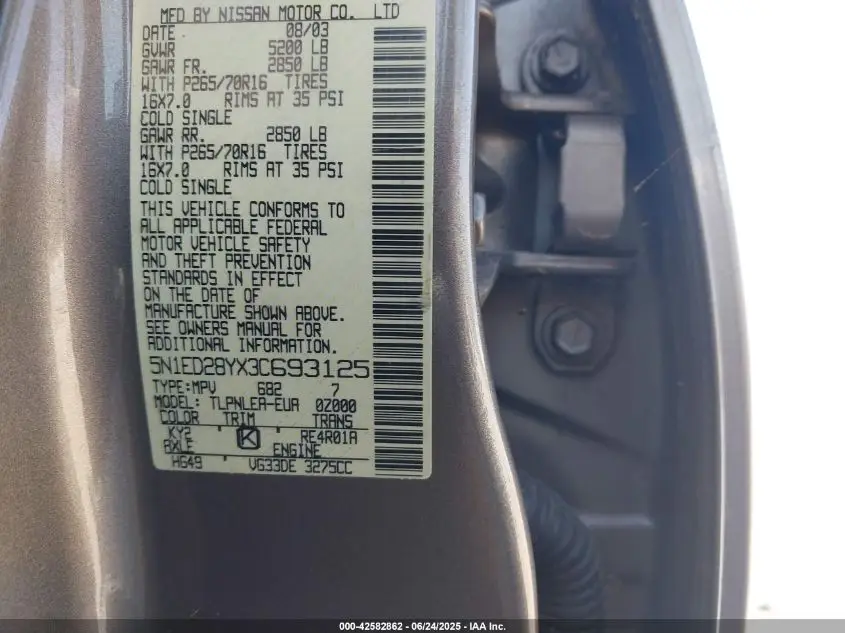 MFD BY NISSAN MOTOR CO. LTD
DATE 08/03
GVWR 5200 LB
GAWR FR. 2850 LB
WITH P265/70R16 TIRES
16X7.0 RIMS AT 35 PSI
COLD SINGLE
GAWR RR. 2850 LB
WITH P265/70R16 TIRES
16X7.0 RIMS AT 35 PSI
COLD SINGLE
THIS VEHICLE CONFORMS TO
ALL APPLICABLE FEDERAL
MOTOR VEHICLE SAFETY
AND THEFT PREVENTION
STANDARDS IN EFFECT
ON THE DATE OF
MANUFACTURE SHOWN ABOVE.
SEE OWNERS MANUAL FOR
ADDITIONAL INFORMATION.
5N1ED28YX3C693125
TYPE:MPV 682 7
MODEL: TLPNLEA-EUA 0Z000
COLOR TRIM TRANS
KY2 K RE4R01A
AXLE ENGINE
HG49 VG33DE 3275CC
000-42582862 - 06/24/2025 - IAA Inc.